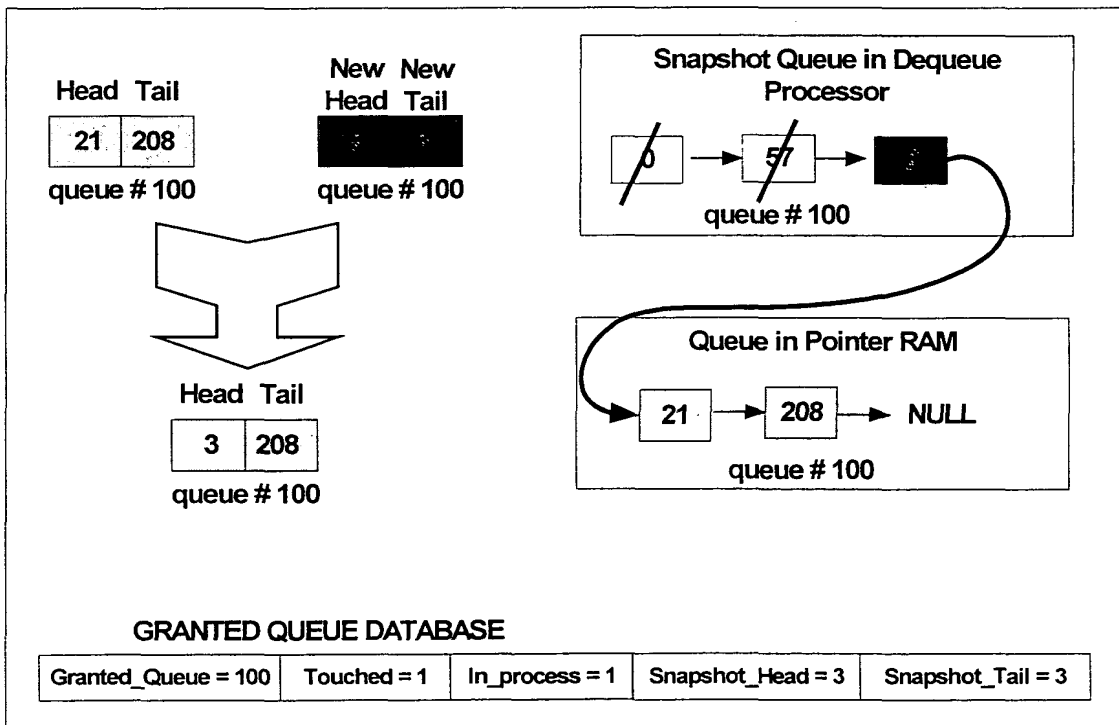 Head Tail
21 208
queue # 100
New New
Head Tail
queue # 100
Head Tail
3 208
queue # 100
Snapshot Queue in Dequeue
Processor
0 57
queue # 100
Queue in Pointer RAM
21 208 NULL
queue # 100
GRANTED QUEUE DATABASE
Granted_Queue = 100 Touched = 1 In_process = 1 Snapshot_Head = 3 Snapshot_Tail = 3